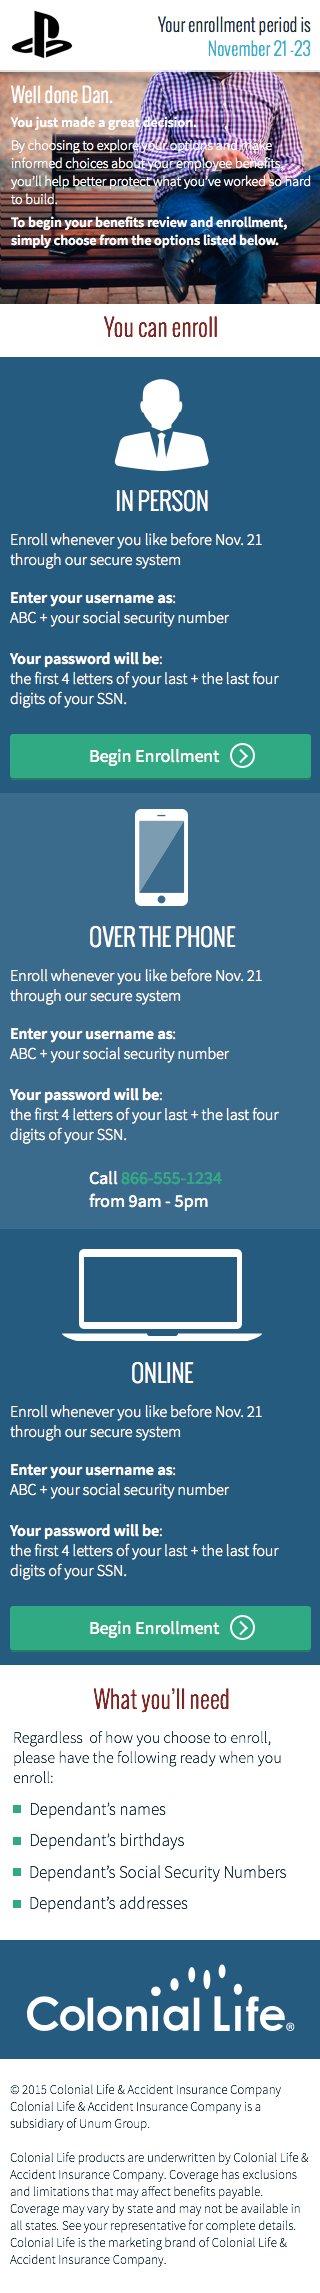 Your enrollment period is
November 21 -23
Well done Dan.
You just made a great decision.
By choosing to explore your options and make
informed choices about your employee benefits,
you'll help better protect what you've worked so hard
to build.
To begin your benefits review and enrollment,
simply choose from the options listed below.
You can enroll
IN PERSON
Enroll whenever you like before Nov. 21
through our secure system
Enter your username as:
ABC + your social security number
Your password will be:
the first 4 letters of your last + the last four
digits of your SSN.
Begin Enrollment
OVER THE PHONE
Enroll whenever you like before Nov. 21
through our secure system
Enter your username as:
ABC + your social security number
Your password will be:
the first 4 letters of your last + the last four
digits of your SSN.
Call 866-555-1234
from 9am - 5pm
ONLINE
Enroll whenever you like before Nov. 21
through our secure system
Enter your username as:
ABC + your social security number
Your password will be:
the first 4 letters of your last + the last four
digits of your SSN.
Begin Enrollment
What you'll need
Regardless of how you choose to enroll,
please have the following ready when you
enroll:
Dependant's names
Dependant's birthdays
Dependant's Social Security Numbers
Dependant's addresses
Colonial Life®
© 2015 Colonial Life & Accident Insurance Company
Colonial Life & Accident Insurance Company is a
subsidiary of Unum Group.
Colonial Life products are underwritten by Colonial Life &
Accident Insurance Company. Coverage has exclusions
and limitations that may affect benefits payable.
Coverage may vary by state and may not be available in
all states. See your representative for complete details.
Colonial Life is the marketing brand of Colonial Life &
Accident Insurance Company.